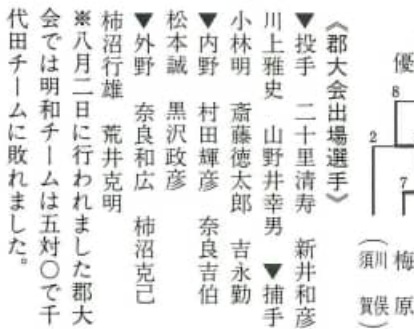 優
8
7
2
梅原
（須賀
川俣）
《郡大会出場選手》
▼投手　二十里清寿　新井和彦
川上雅史　山野井幸男　▼捕手
小林明　斎藤徳太郎　吉永勤
▼内野　村田輝彦　奈良吉伯
松本誠　黒沢政彦
▼外野　奈良和広　柿沼克己
柿沼行雄　荒井克明
※八月二日に行われました郡大
会では明和チームは五対〇で千
代田チームに敗れました。